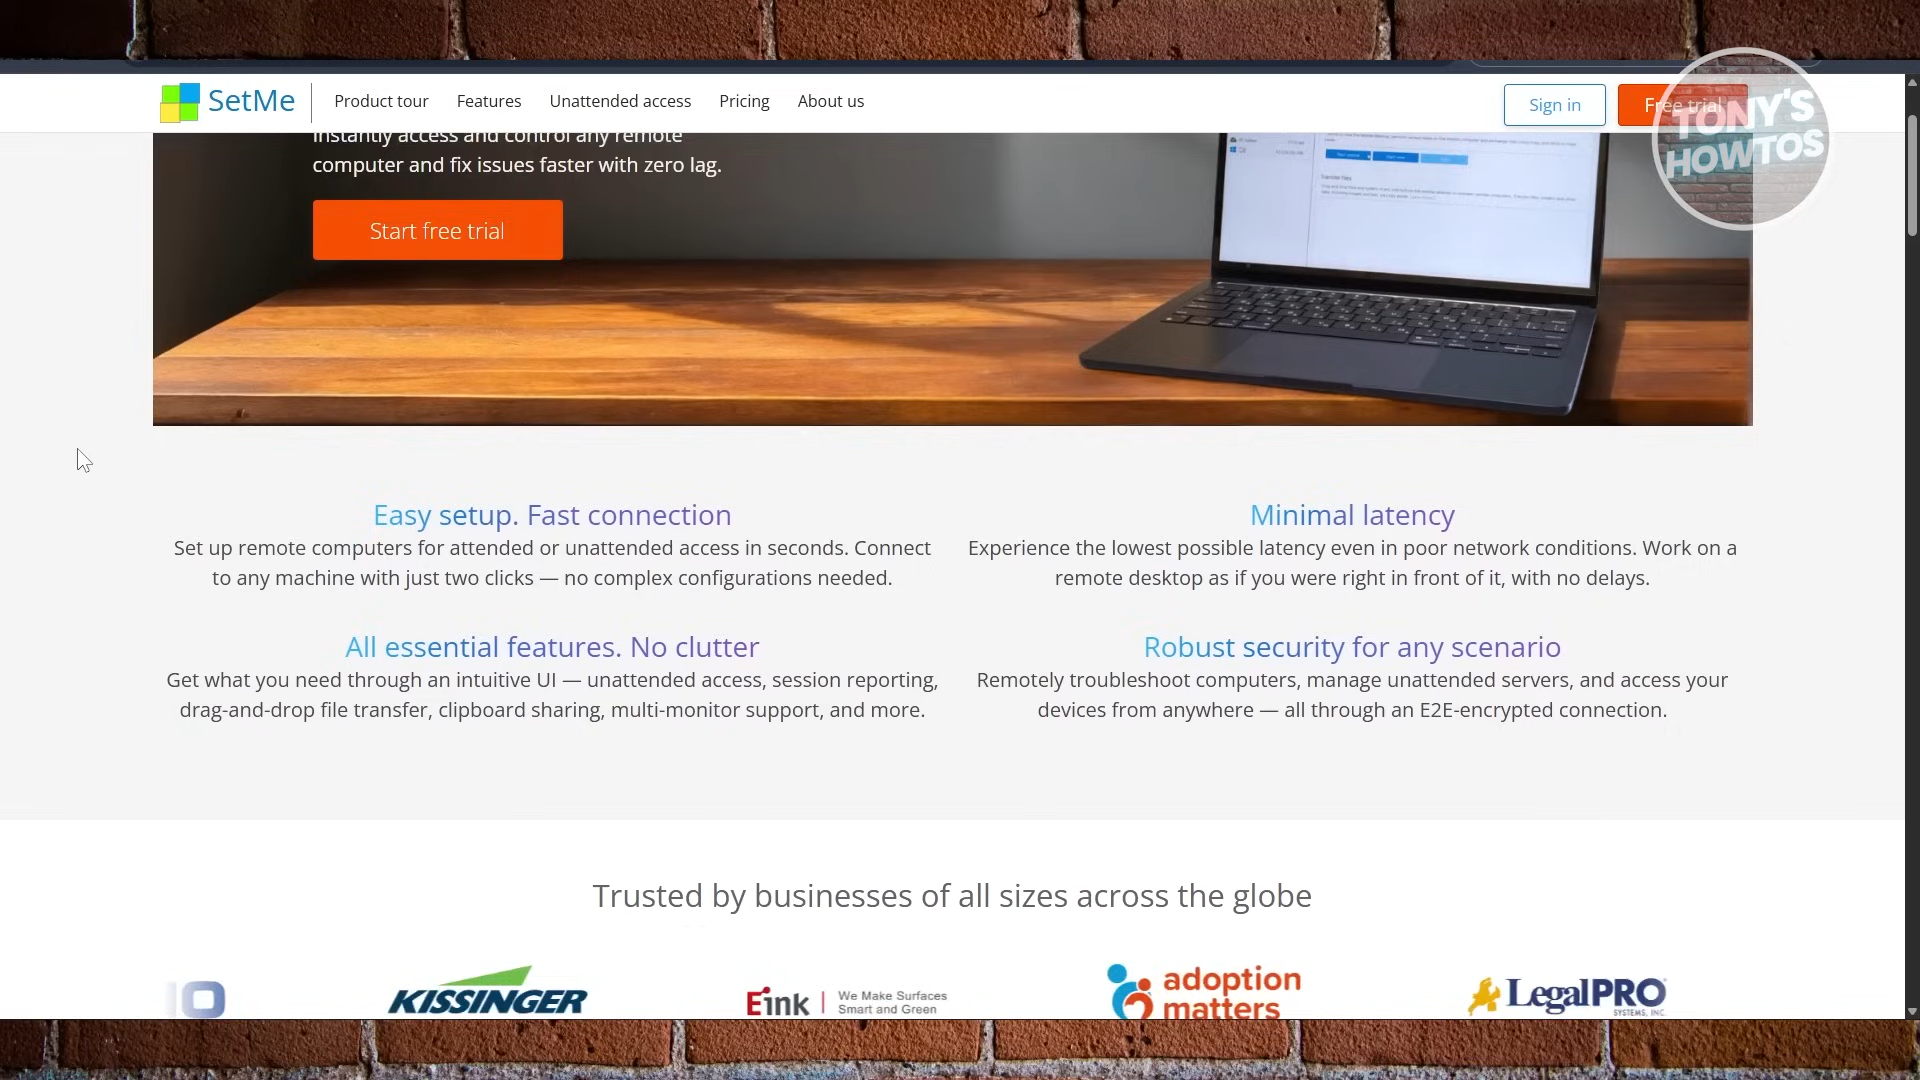 SetMe
Product tour
Features
Unattended access
Pricing
About us
Sign in
Free trial
TONY'S
HOWTOS
Instantly access and control any remote
computer and fix issues faster with zero lag.
Start free trial
Easy setup. Fast connection
Set up remote computers for attended or unattended access in seconds. Connect
to any machine with just two clicks — no complex configurations needed.
Minimal latency
Experience the lowest possible latency even in poor network conditions. Work on a
remote desktop as if you were right in front of it, with no delays.
All essential features. No clutter
Get what you need through an intuitive UI — unattended access, session reporting,
drag-and-drop file transfer, clipboard sharing, multi-monitor support, and more.
Robust security for any scenario
Remotely troubleshoot computers, manage unattended servers, and access your
devices from anywhere — all through an E2E-encrypted connection.
Trusted by businesses of all sizes across the globe
KISSINGER
Eink
We Make Surfaces
Smart and Green
adoption
matters
LegalPRO
SYSTEMS, INC.